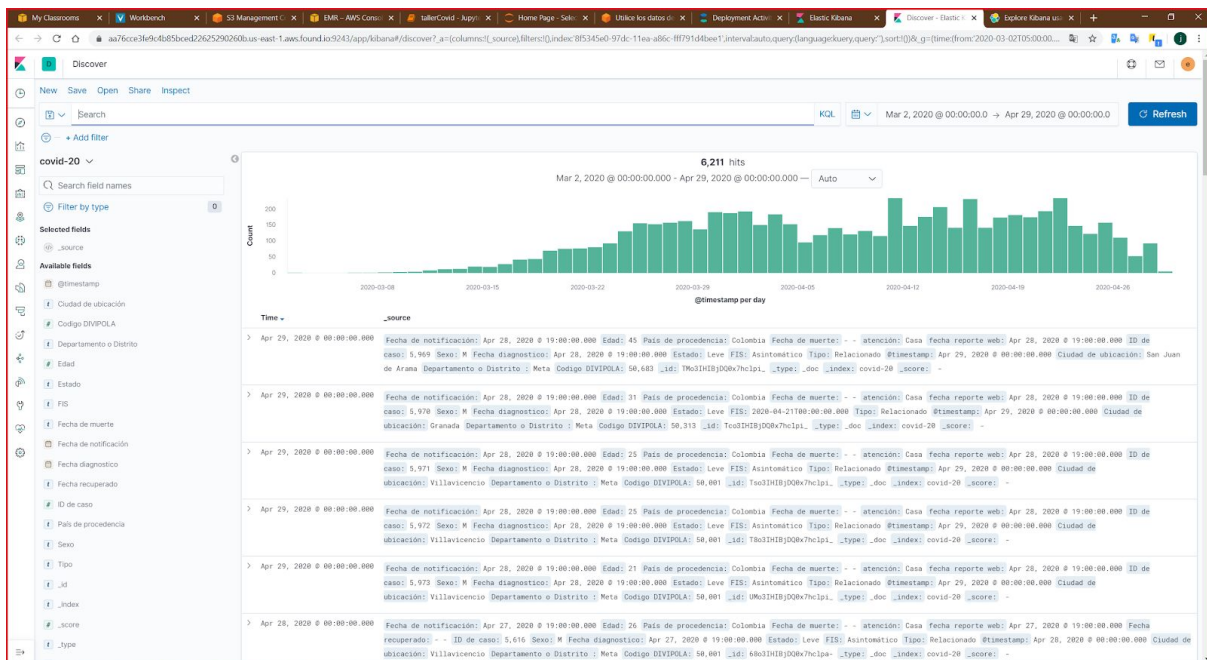 My Classrooms
Workbench
S3 Management C
EMR – AWS Conso
tallerCovid - Jupyt
Home Page - Selec
Utilice los datos de
Deployment Activi
Elastic Kibana
Discover - Elastic K
Explore Kibana usi
aa76cce3fe9c4b85bced22625290260b.us-east-1.aws.found.io:9243/app/kibana#/discover?_a=(columns:!(_source),filters:!(),index:'8f5345e0-97dc-11ea-a86c-fff791d4bee1',interval:auto,query:(language:kuery,query:''),sort:!())&_g=(time:(from:'2020-03-02T05:00:00....
D Discover e
New Save Open Share Inspect
Search KQL Mar 2, 2020 @ 00:00:00.0 → Apr 29, 2020 @ 00:00:00.0 Refresh
+ Add filter
covid-20
Search field names
Filter by type 0
Selected fields
_source
Available fields
@timestamp
Ciudad de ubicación
Codigo DIVIPOLA
Departamento o Distrito
Edad
Estado
FIS
Fecha de muerte
Fecha de notificación
Fecha diagnostico
Fecha recuperado
ID de caso
País de procedencia
Sexo
Tipo
_id
_index
_score
_type
6,211 hits
Mar 2, 2020 @ 00:00:00.000 - Apr 29, 2020 @ 00:00:00.000 — Auto
Count
200
150
100
50
0
2020-03-08 2020-03-15 2020-03-22 2020-03-29 2020-04-05 2020-04-12 2020-04-19 2020-04-26
@timestamp per day
Time _source
Apr 29, 2020 @ 00:00:00.000 Fecha de notificación: Apr 28, 2020 @ 19:00:00.000 Edad: 45 País de procedencia: Colombia Fecha de muerte: - - atención: Casa fecha reporte web: Apr 28, 2020 @ 19:00:00.000 ID de
caso: 5,969 Sexo: M Fecha diagnostico: Apr 28, 2020 @ 19:00:00.000 Estado: Leve FIS: Asintomático Tipo: Relacionado @timestamp: Apr 29, 2020 @ 00:00:00.000 Ciudad de ubicación: San Juan
de Arama Departamento o Distrito : Meta Codigo DIVIPOLA: 50,683 _id: TMo3IHIBjDQ0x7hclpi_ _type: _doc _index: covid-20 _score: -
Apr 29, 2020 @ 00:00:00.000 Fecha de notificación: Apr 28, 2020 @ 19:00:00.000 Edad: 31 País de procedencia: Colombia Fecha de muerte: - - atención: Casa fecha reporte web: Apr 28, 2020 @ 19:00:00.000 ID de
caso: 5,970 Sexo: M Fecha diagnostico: Apr 28, 2020 @ 19:00:00.000 Estado: Leve FIS: 2020-04-21T00:00:00.000 Tipo: Relacionado @timestamp: Apr 29, 2020 @ 00:00:00.000 Ciudad de
ubicación: Granada Departamento o Distrito : Meta Codigo DIVIPOLA: 50,313 _id: Tco3IHIBjDQ0x7hclpi_ _type: _doc _index: covid-20 _score: -
Apr 29, 2020 @ 00:00:00.000 Fecha de notificación: Apr 28, 2020 @ 19:00:00.000 Edad: 25 País de procedencia: Colombia Fecha de muerte: - - atención: Casa fecha reporte web: Apr 28, 2020 @ 19:00:00.000 ID de
caso: 5,971 Sexo: M Fecha diagnostico: Apr 28, 2020 @ 19:00:00.000 Estado: Leve FIS: Asintomático Tipo: Relacionado @timestamp: Apr 29, 2020 @ 00:00:00.000 Ciudad de
ubicación: Villavicencio Departamento o Distrito : Meta Codigo DIVIPOLA: 50,001 _id: Tso3IHIBjDQ0x7hclpi_ _type: _doc _index: covid-20 _score: -
Apr 29, 2020 @ 00:00:00.000 Fecha de notificación: Apr 28, 2020 @ 19:00:00.000 Edad: 25 País de procedencia: Colombia Fecha de muerte: - - atención: Casa fecha reporte web: Apr 28, 2020 @ 19:00:00.000 ID de
caso: 5,972 Sexo: M Fecha diagnostico: Apr 28, 2020 @ 19:00:00.000 Estado: Leve FIS: Asintomático Tipo: Relacionado @timestamp: Apr 29, 2020 @ 00:00:00.000 Ciudad de
ubicación: Villavicencio Departamento o Distrito : Meta Codigo DIVIPOLA: 50,001 _id: T8o3IHIBjDQ0x7hclpi_ _type: _doc _index: covid-20 _score: -
Apr 29, 2020 @ 00:00:00.000 Fecha de notificación: Apr 28, 2020 @ 19:00:00.000 Edad: 21 País de procedencia: Colombia Fecha de muerte: - - atención: Casa fecha reporte web: Apr 28, 2020 @ 19:00:00.000 ID de
caso: 5,973 Sexo: M Fecha diagnostico: Apr 28, 2020 @ 19:00:00.000 Estado: Leve FIS: Asintomático Tipo: Relacionado @timestamp: Apr 29, 2020 @ 00:00:00.000 Ciudad de
ubicación: Villavicencio Departamento o Distrito : Meta Codigo DIVIPOLA: 50,001 _id: UMo3IHIBjDQ0x7hclpi_ _type: _doc _index: covid-20 _score: -
Apr 28, 2020 @ 00:00:00.000 Fecha de notificación: Apr 27, 2020 @ 19:00:00.000 Edad: 26 País de procedencia: Colombia Fecha de muerte: - - atención: Casa fecha reporte web: Apr 27, 2020 @ 19:00:00.000 Fecha
recuperado: - - ID de caso: 5,616 Sexo: M Fecha diagnostico: Apr 27, 2020 @ 19:00:00.000 Estado: Leve FIS: Asintomático Tipo: Relacionado @timestamp: Apr 28, 2020 @ 00:00:00.000 Ciudad de
ubicación: Villavicencio Departamento o Distrito : Meta Codigo DIVIPOLA: 50,001 _id: 68o3IHIBjDQ0x7hclpa- _type: _doc _index: covid-20 _score: -